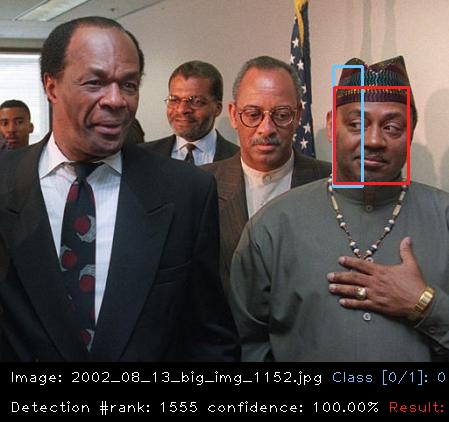 Image: 2002_08_13_big_img_1152.jpg Class [0/1]: 0
Detection #rank: 1555 confidence: 100.00% Result: